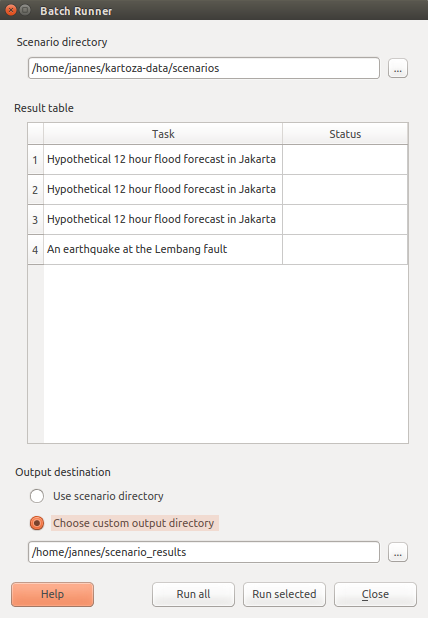 Batch Runner
Scenario directory
/home/jannes/kartoza-data/scenarios
...
Result table
Task Status
1 Hypothetical 12 hour flood forecast in Jakarta
2 Hypothetical 12 hour flood forecast in Jakarta
3 Hypothetical 12 hour flood forecast in Jakarta
4 An earthquake at the Lembang fault
Output destination
Use scenario directory
Choose custom output directory
/home/jannes/scenario_results
...
Help Run all Run selected Close